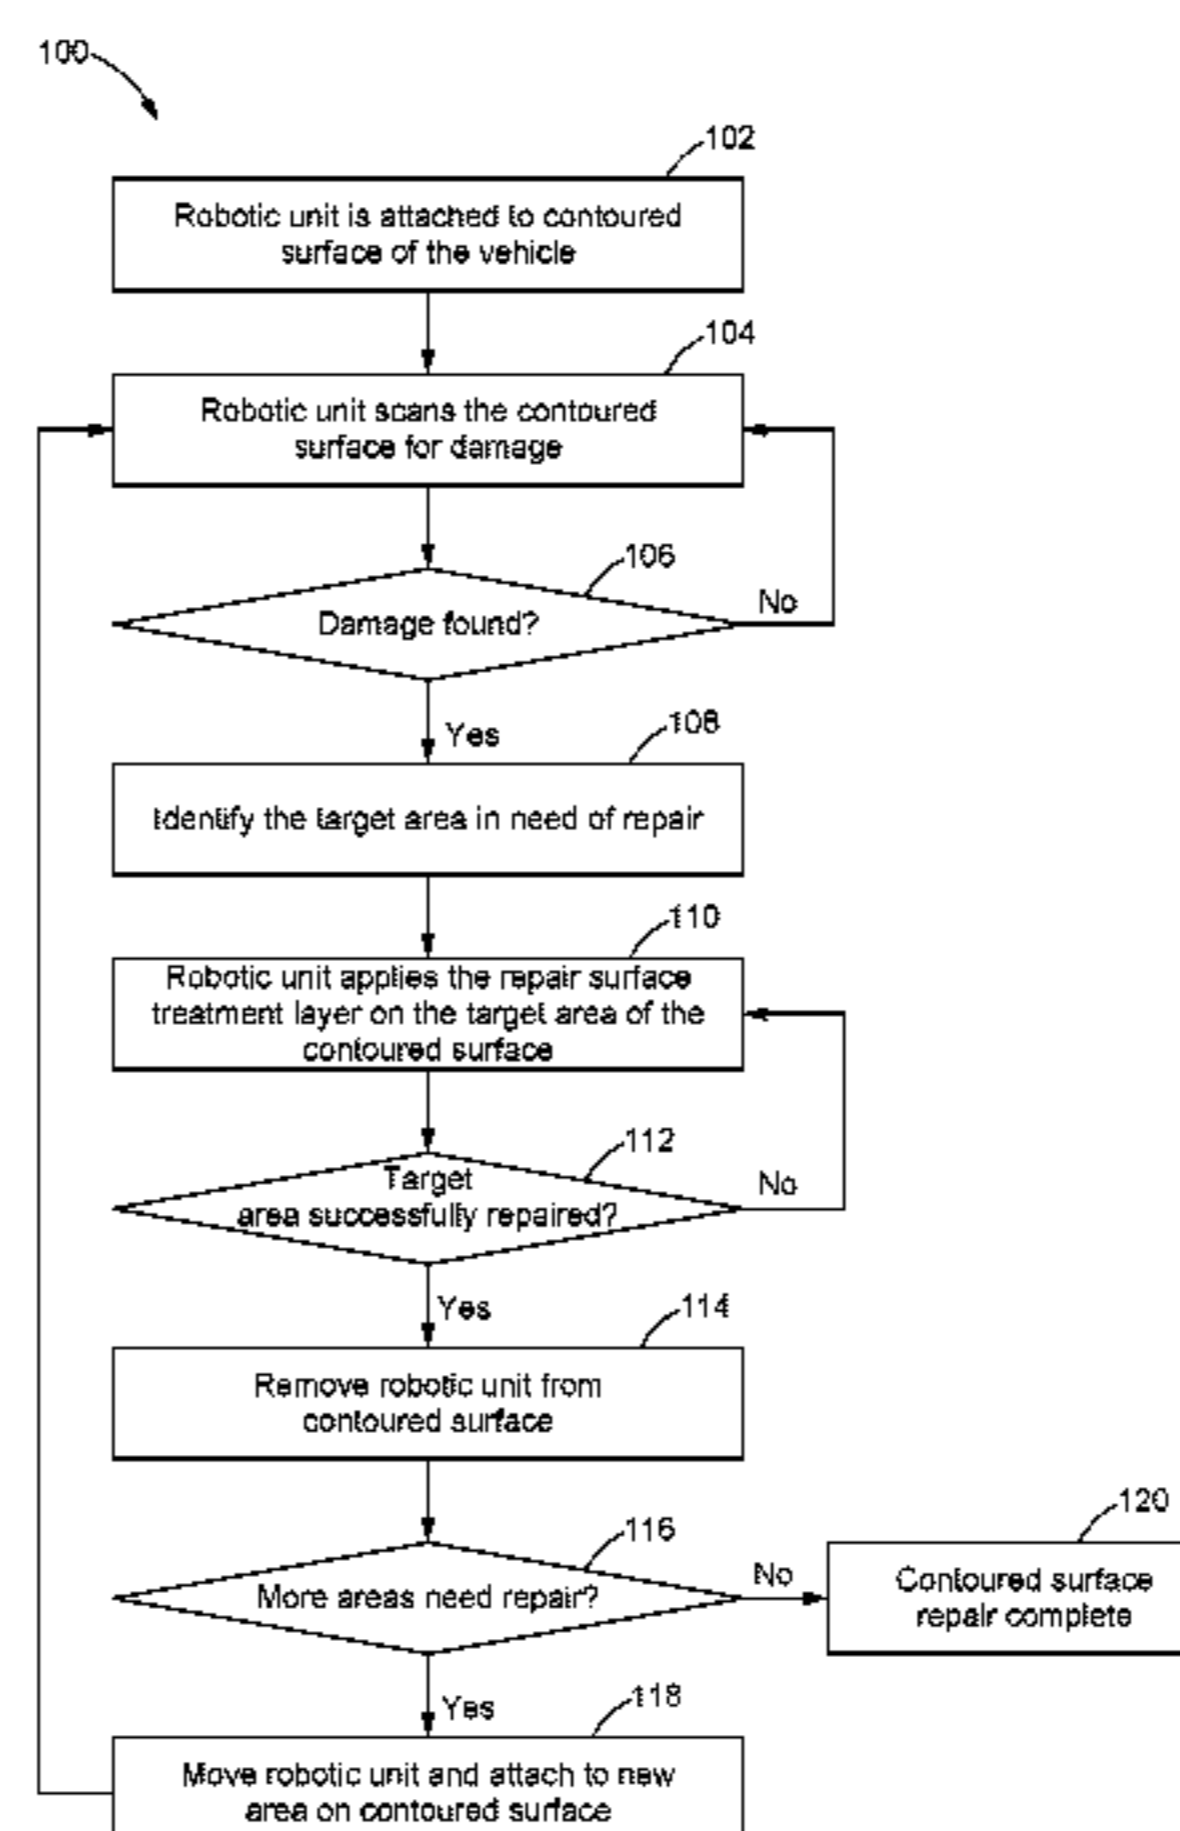 100
102
Robotic unit is attached to contoured
surface of the vehicle
104
Robotic unit scans the contoured
surface for damage
106
Damage found?
No
Yes
108
Identify the target area in need of repair
110
Robotic unit applies the repair surface
treatment layer on the target area of the
contoured surface
112
Target
area successfully repaired?
No
Yes
114
Remove robotic unit from
contoured surface
116
More areas need repair?
No
120
Contoured surface
repair complete
Yes
118
Move robotic unit and attach to new
area on contoured surface